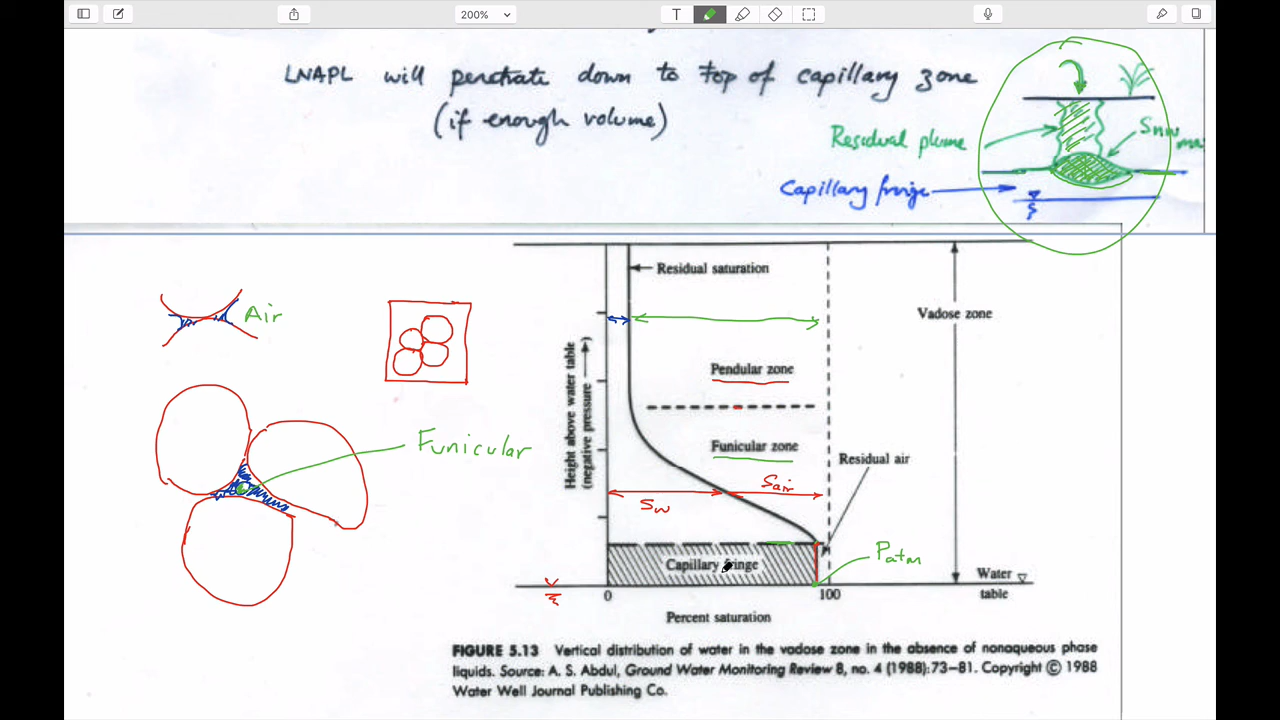 200%
T
LNAPL will penetrate down to top of capillary zone
(if enough volume)
Residual plume
Capillary fringe
Air
Funicular
Residual saturation
Vadose zone
Pendular zone
Funicular zone
Residual air
Height above water table
(negative pressure)
Sw
Sair
Patm
Capillary fringe
Water
table
0
100
Percent saturation
FIGURE 5.13 Vertical distribution of water in the vadose zone in the absence of nonaqueous phase
liquids. Source: A. S. Abdul, Ground Water Monitoring Review 8, no. 4 (1988):73–81. Copyright © 1988
Water Well Journal Publishing Co.